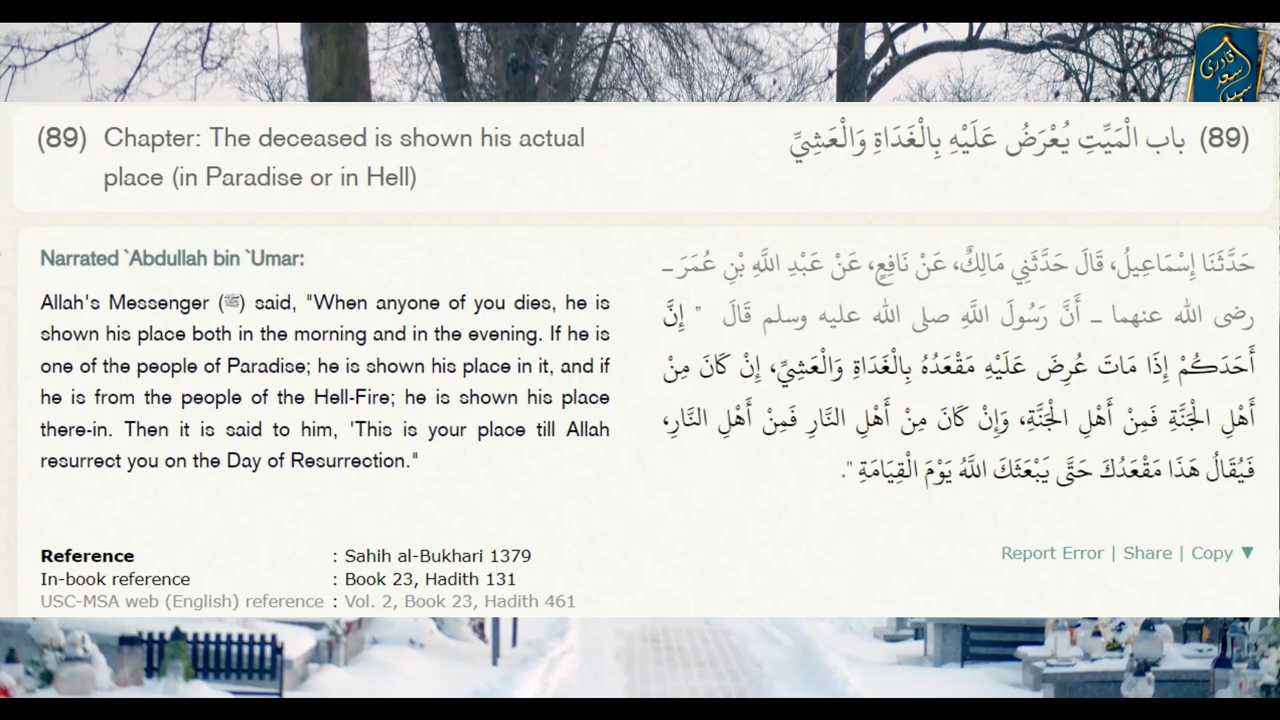 (89) Chapter: The deceased is shown his actual
place (in Paradise or in Hell)
(89) باب الْمَيِّتِ يُعْرَضُ عَلَيْهِ بِالْغَدَاةِ وَالْعَشِيِّ
Narrated `Abdullah bin `Umar:
Allah's Messenger (ﷺ) said, "When anyone of you dies, he is
shown his place both in the morning and in the evening. If he is
one of the people of Paradise; he is shown his place in it, and if
he is from the people of the Hell-Fire; he is shown his place
there-in. Then it is said to him, 'This is your place till Allah
resurrect you on the Day of Resurrection."
حَدَّثَنَا إِسْمَاعِيلُ، قَالَ حَدَّثَنِي مَالِكٌ، عَنْ نَافِعٍ، عَنْ عَبْدِ اللَّهِ بْنِ عُمَرَ ـ
رضى الله عنهما ـ أَنَّ رَسُولَ اللَّهِ صلى الله عليه وسلم قَالَ " إِنَّ
أَحَدَكُمْ إِذَا مَاتَ عُرِضَ عَلَيْهِ مَقْعَدُهُ بِالْغَدَاةِ وَالْعَشِيِّ، إِنْ كَانَ مِنْ
أَهْلِ الْجَنَّةِ فَمِنْ أَهْلِ الْجَنَّةِ، وَإِنْ كَانَ مِنْ أَهْلِ النَّارِ فَمِنْ أَهْلِ النَّارِ،
فَيُقَالُ هَذَا مَقْعَدُكَ حَتَّى يَبْعَثَكَ اللَّهُ يَوْمَ الْقِيَامَةِ ".
Reference : Sahih al-Bukhari 1379
In-book reference : Book 23, Hadith 131
USC-MSA web (English) reference : Vol. 2, Book 23, Hadith 461
Report Error | Share | Copy ▼
قادری
سعد